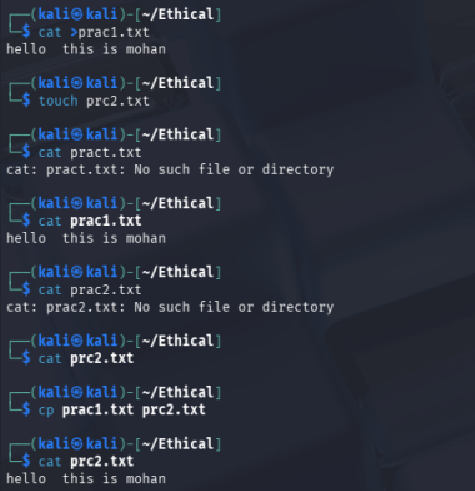 ┌──(kali㉿kali)-[~/Ethical]
└─$ cat >prac1.txt
hello  this is mohan
┌──(kali㉿kali)-[~/Ethical]
└─$ touch prc2.txt
┌──(kali㉿kali)-[~/Ethical]
└─$ cat pract.txt
cat: pract.txt: No such file or directory
┌──(kali㉿kali)-[~/Ethical]
└─$ cat prac1.txt
hello  this is mohan
┌──(kali㉿kali)-[~/Ethical]
└─$ cat prac2.txt
cat: prac2.txt: No such file or directory
┌──(kali㉿kali)-[~/Ethical]
└─$ cat prc2.txt
┌──(kali㉿kali)-[~/Ethical]
└─$ cp prac1.txt prc2.txt
┌──(kali㉿kali)-[~/Ethical]
└─$ cat prc2.txt
hello  this is mohan